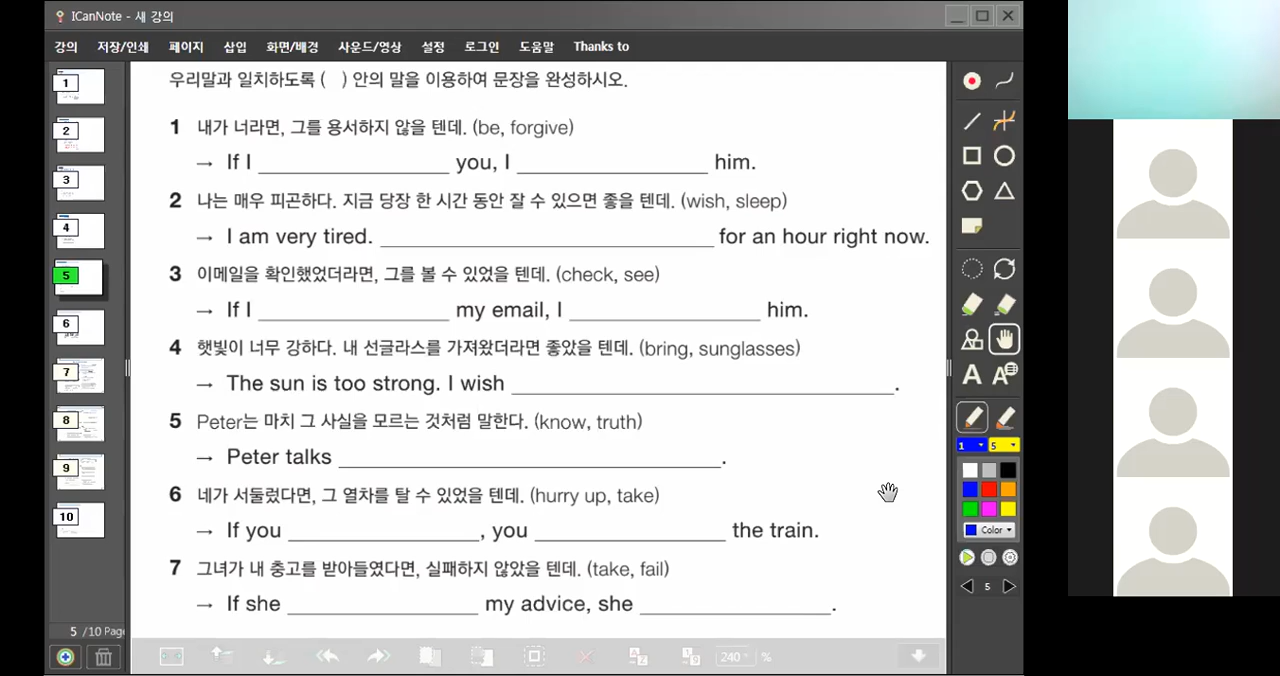 ICanNote - 새 강의
강의 저장/인쇄 페이지 삽입 화면/배경 사운드/영상 설정 로그인 도움말 Thanks to
1
2
3
4
5
6
7
8
9
10
5 /10 Page
우리말과 일치하도록 ( ) 안의 말을 이용하여 문장을 완성하시오.
1 내가 너라면, 그를 용서하지 않을 텐데. (be, forgive)
→ If I ____________ you, I ____________ him.
2 나는 매우 피곤하다. 지금 당장 한 시간 동안 잘 수 있으면 좋을 텐데. (wish, sleep)
→ I am very tired. ____________ for an hour right now.
3 이메일을 확인했었더라면, 그를 볼 수 있었을 텐데. (check, see)
→ If I ____________ my email, I ____________ him.
4 햇빛이 너무 강하다. 내 선글라스를 가져왔더라면 좋았을 텐데. (bring, sunglasses)
→ The sun is too strong. I wish ____________.
5 Peter는 마치 그 사실을 모르는 것처럼 말한다. (know, truth)
→ Peter talks ____________.
6 네가 서둘렀다면, 그 열차를 탈 수 있었을 텐데. (hurry up, take)
→ If you ____________, you ____________ the train.
7 그녀가 내 충고를 받아들였다면, 실패하지 않았을 텐데. (take, fail)
→ If she ____________ my advice, she ____________.
240 %
A A
1 5
Color
5